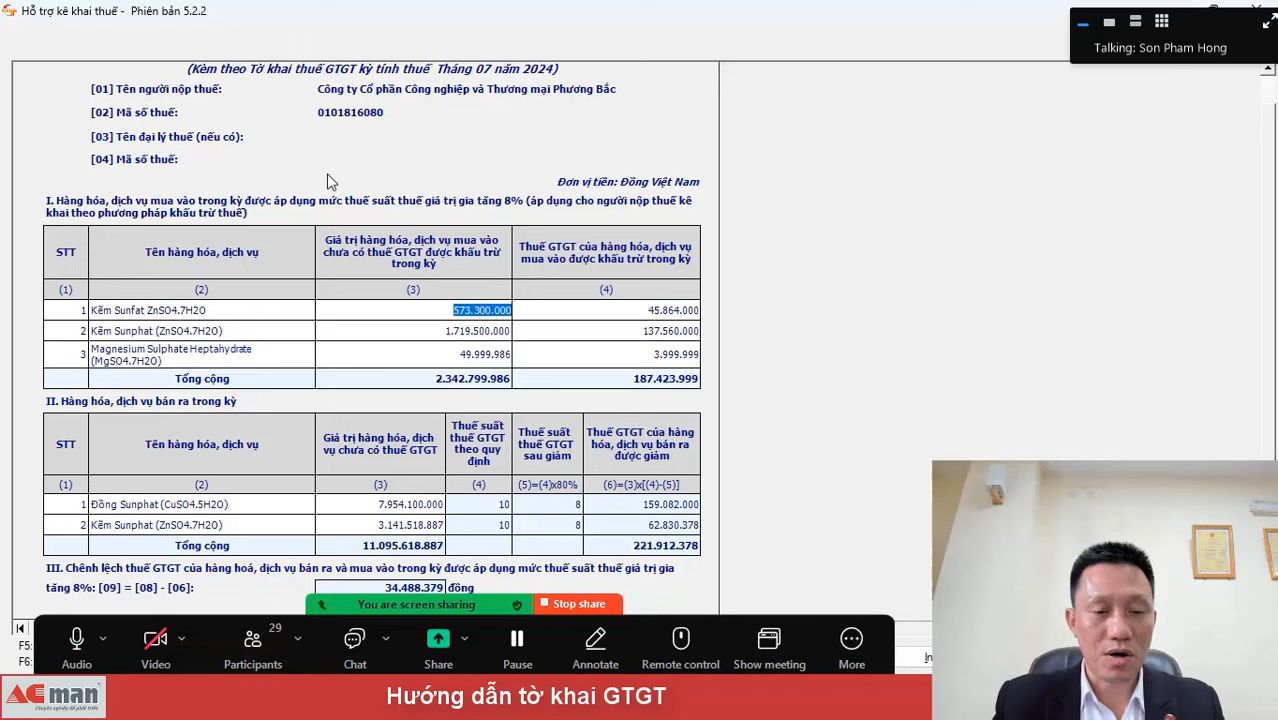 Hỗ trợ kê khai thuế - Phiên bản 5.2.2
Talking: Son Pham Hong
(Kèm theo Tờ khai thuế GTGT kỳ tính thuế Tháng 07 năm 2024)
[01] Tên người nộp thuế: Công ty Cổ phần Công nghiệp và Thương mại Phương Bắc
[02] Mã số thuế: 0101816080
[03] Tên đại lý thuế (nếu có):
[04] Mã số thuế:
Đơn vị tiền: Đồng Việt Nam
I. Hàng hóa, dịch vụ mua vào trong kỳ được áp dụng mức thuế suất thuế giá trị gia tăng 8% (áp dụng cho người nộp thuế kê
khai theo phương pháp khấu trừ thuế)
STT Tên hàng hóa, dịch vụ Giá trị hàng hóa, dịch vụ mua vào chưa có thuế GTGT được khấu trừ trong kỳ Thuế GTGT của hàng hóa, dịch vụ mua vào được khấu trừ trong kỳ
(1) (2) (3) (4)
1 Kẽm Sunfat ZnSO4.7H2O 573.300.000 45.864.000
2 Kẽm Sunphat (ZnSO4.7H2O) 1.719.500.000 137.560.000
3 Magnesium Sulphate Heptahydrate (MgSO4.7H2O) 49.999.986 3.999.999
Tổng cộng 2.342.799.986 187.423.999
II. Hàng hóa, dịch vụ bán ra trong kỳ
STT Tên hàng hóa, dịch vụ Giá trị hàng hóa, dịch vụ chưa có thuế GTGT Thuế suất thuế GTGT theo quy định Thuế suất thuế GTGT sau giảm Thuế GTGT của hàng hóa, dịch vụ bán ra được giảm
(1) (2) (3) (4) (5)=(4)x80% (6)=(3)x[(4)-(5)]
1 Đồng Sunphat (CuSO4.5H2O) 7.954.100.000 10 8 159.082.000
2 Kẽm Sunphat (ZnSO4.7H2O) 3.141.518.887 10 8 62.830.378
Tổng cộng 11.095.618.887 221.912.378
III. Chênh lệch thuế GTGT của hàng hoá, dịch vụ bán ra và mua vào trong kỳ được áp dụng mức thuế suất thuế giá trị gia
tăng 8%: [09] = [08] - [06]: 34.488.379 đồng
You are screen sharing Stop share
F5:
F6:
29
Audio Video Participants Chat Share Pause Annotate Remote control Show meeting More
In
ACman
Chuyên nghiệp để phát triển
Hướng dẫn tờ khai GTGT